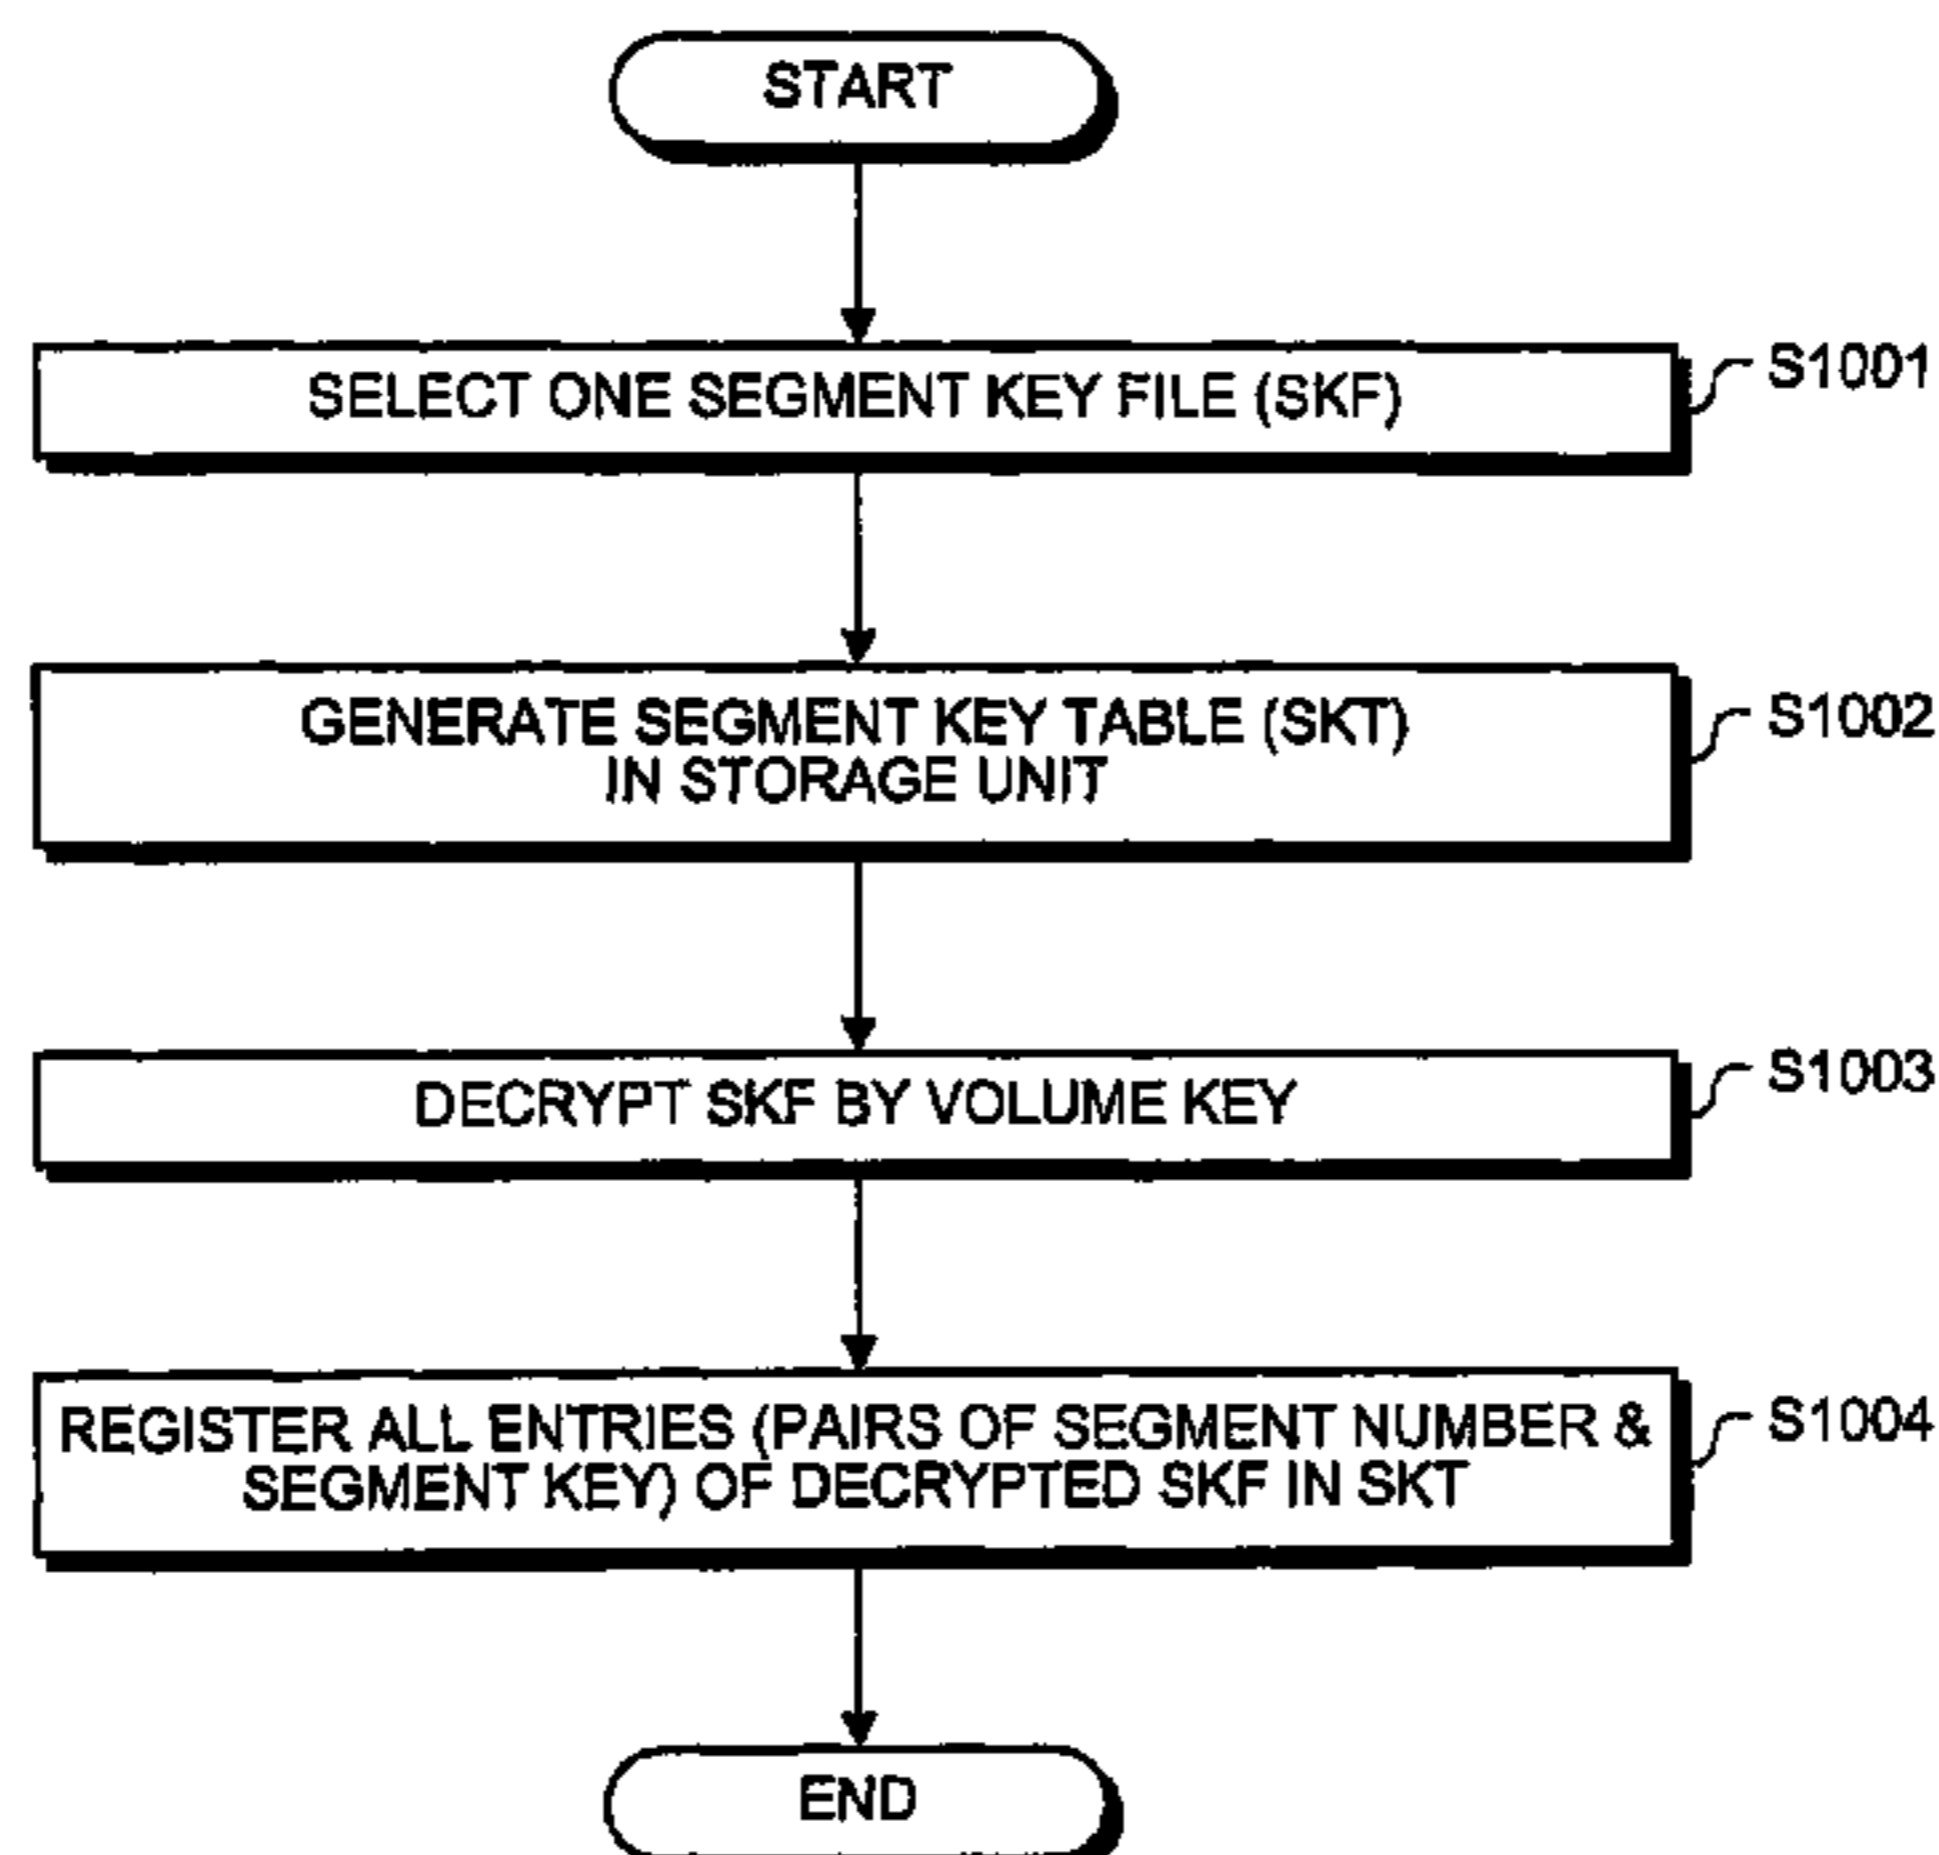 START
SELECT ONE SEGMENT KEY FILE (SKF)
S1001
GENERATE SEGMENT KEY TABLE (SKT)
IN STORAGE UNIT
S1002
DECRYPT SKF BY VOLUME KEY
S1003
REGISTER ALL ENTRIES (PAIRS OF SEGMENT NUMBER &
SEGMENT KEY) OF DECRYPTED SKF IN SKT
S1004
END